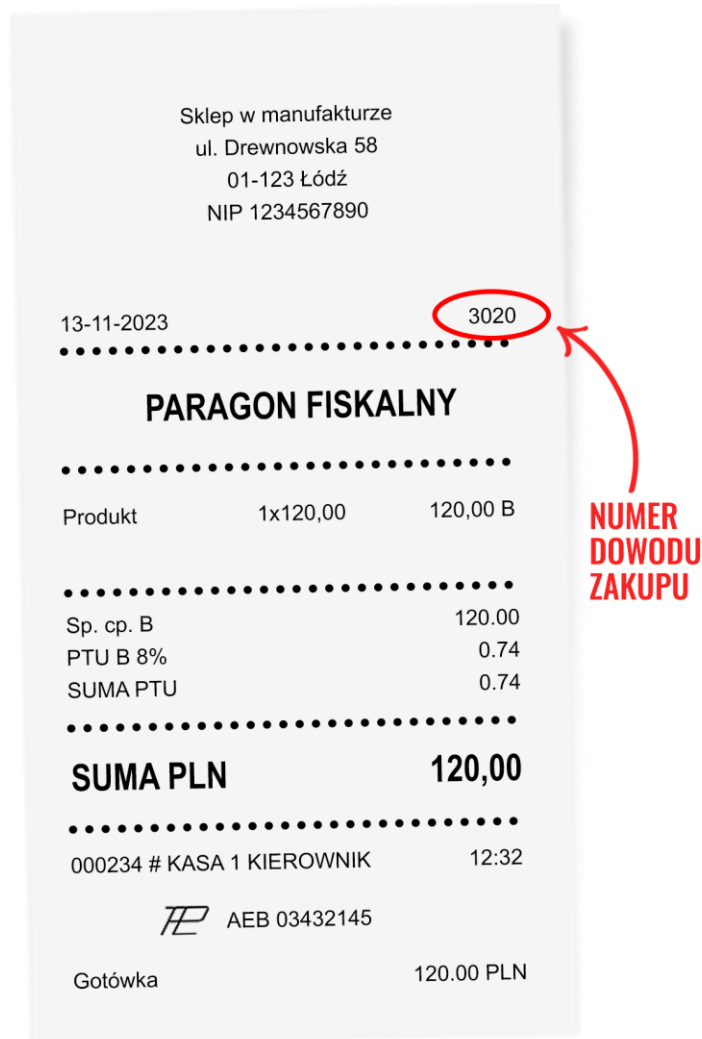 Sklep w manufakturze
ul. Drewnowska 58
01-123 Łódź
NIP 1234567890
13-11-2023 3020
PARAGON FISKALNY
Produkt 1x120,00 120,00 B
NUMER
DOWODU
ZAKUPU
Sp. cp. B 120.00
PTU B 8% 0.74
SUMA PTU 0.74
SUMA PLN 120,00
000234 # KASA 1 KIEROWNIK 12:32
AEB 03432145
Gotówka 120.00 PLN